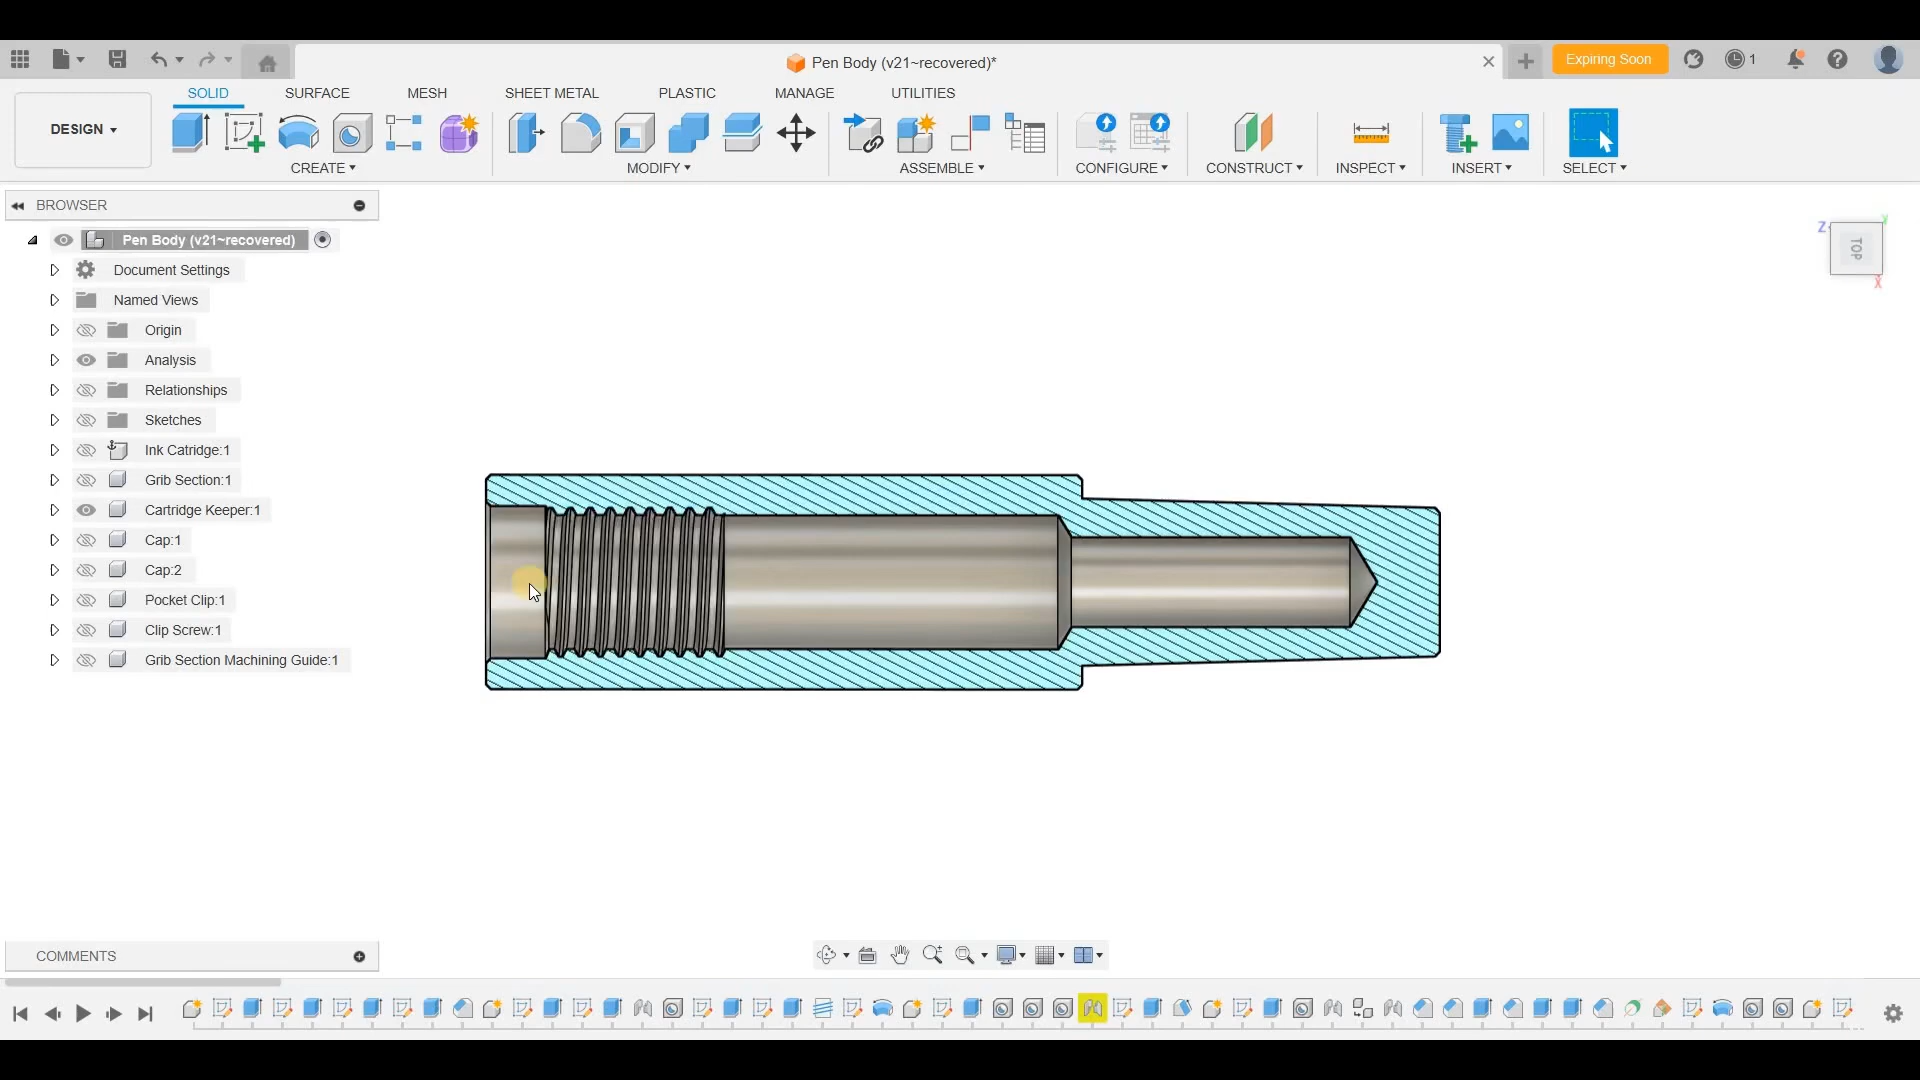 Pen Body (v21~recovered)*
Expiring Soon
1
DESIGN
SOLID
SURFACE
MESH
SHEET METAL
PLASTIC
MANAGE
UTILITIES
CREATE
MODIFY
ASSEMBLE
CONFIGURE
CONSTRUCT
INSPECT
INSERT
SELECT
BROWSER
Pen Body (v21~recovered)
Document Settings
Named Views
Origin
Analysis
Relationships
Sketches
Ink Catridge:1
Grib Section:1
Cartridge Keeper:1
Cap:1
Cap:2
Pocket Clip:1
Clip Screw:1
Grib Section Machining Guide:1
Z
Y
TOP
X
COMMENTS